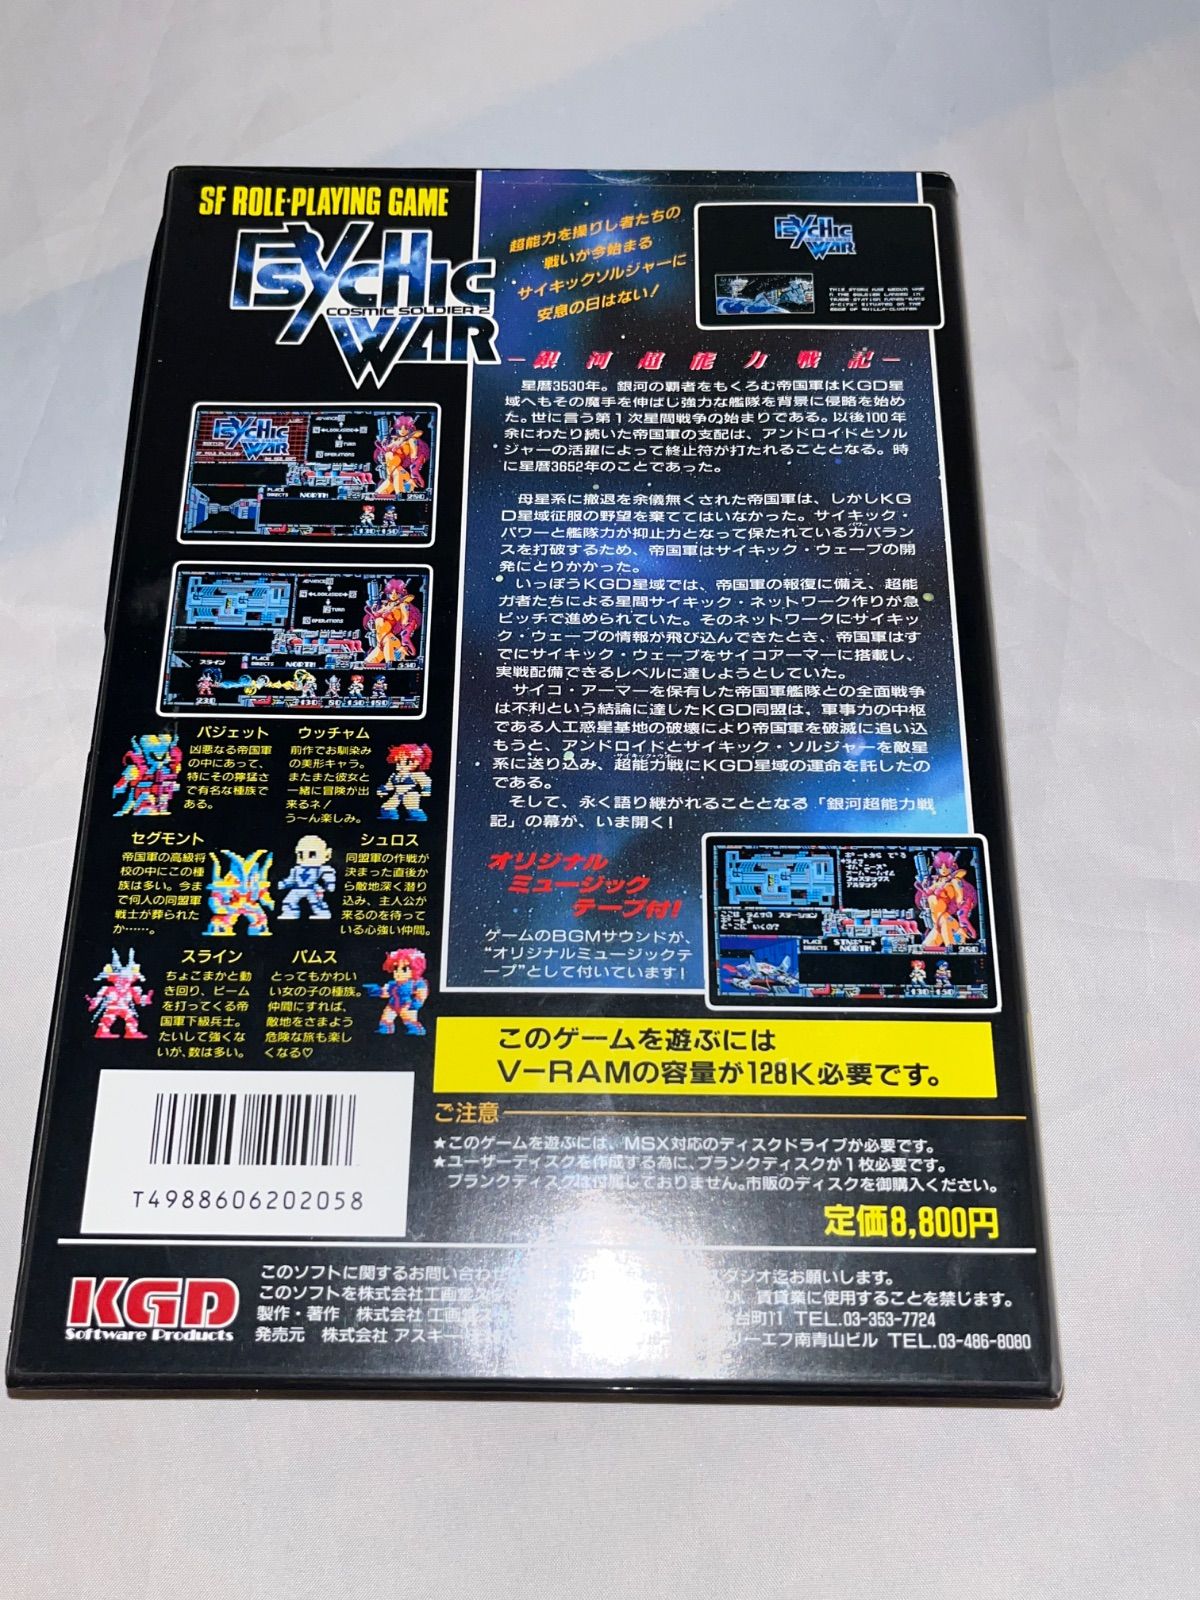 SF ROLE-PLAYING GAME
PSYCHIC
COSMIC SOLDIER 2
WAR
超能力を操りし者たちの
戦いが今始まる
サイキックソルジャーに
安息の日はない!
PSYCHIC
WAR
―銀河超能力戦記―
星暦3530年。銀河の覇者をもくろむ帝国軍はKGD星
域へもその魔手を伸ばし強力な艦隊を背景に侵略を始め
た。世に言う第1次星間戦争の始まりである。以後100年
余にわたり続いた帝国軍の支配は、アンドロイドとソル
ジャーの活躍によって終止符が打たれることとなる。時
に星暦3652年のことであった。
母星系に撤退を余儀無くされた帝国軍は、しかしKG
D星域征服の野望を棄ててはいなかった。サイキック・
パワーと艦隊力が抑止力となって保たれている力バラン
スを打破するため、帝国軍はサイキック・ウェーブの開
発にとりかかった。
いっぽうKGD星域では、帝国軍の報復に備え、超能
力者たちによる星間サイキック・ネットワーク作りが急
ピッチで進められていた。そのネットワークにサイキッ
ク・ウェーブの情報が飛び込んできたとき、帝国軍はす
でにサイキック・ウェーブをサイコアーマーに搭載し、
実戦配備できるレベルに達しようとしていた。
サイコ・アーマーを保有した帝国軍艦隊との全面戦争
は不利という結論に達したKGD同盟は、軍事力の中枢
である人工惑星基地の破壊により帝国軍を破滅に追い込
もうと、アンドロイドとサイキック・ソルジャーを敵星
系に送り込み、超能力戦にKGD星域の運命を託したの
である。
そして、永く語り継がれることとなる「銀河超能力戦
記」の幕が、いま開く!
オリジナル
ミュージック
テープ付!
ゲームのBGMサウンドが、
“オリジナルミュージックテ
ープ”として付いています!
PSYCHIC
WAR
PLACE
DIRECTS NORTH
スライン
PLACE
DIRECTS NORTH
パジェット
凶悪なる帝国軍
の中にあって、
特にその獰猛さ
で有名な種族で
ある。
ウッチャム
前作でお馴染み
の美形キャラ。
またまた彼女と
一緒に冒険が出
来るネ!
う〜ん楽しみ。
セグモント
帝国軍の高級将
校の中にこの種
族は多い。今ま
で何人の同盟軍
戦士が葬られた
か……。
シュロス
同盟軍の作戦が
決まった直後か
ら敵地深く潜り
込み、主人公が
来るのを待って
いる心強い仲間。
スライン
ちょこまかと動
き回り、ビーム
を打ってくる帝
国軍下級兵士。
たいして強くな
いが、数は多い。
パムス
とってもかわい
い女の子の種族。
仲間にすれば、
敵地をさまよう
危険な旅も楽し
くなる♡
このゲームを遊ぶには
V-RAMの容量が128K必要です。
ご注意
★このゲームを遊ぶには、MSX対応のディスクドライブが必要です。
★ユーザーディスクを作成する為に、ブランクディスクが1枚必要です。
ブランクディスクは付属しておりません。市販のディスクを御購入ください。
定価8,800円
T4988606202058
KGD
Software Products
このソフトに関するお問い合わせ タジオ迄お願いします。
このソフトを株式会社工画堂ス 賃貸業に使用することを禁じます。
製作・著作 株式会社 工画堂 台町11 TEL.03-353-7724
発売元 株式会社 アスキー リーエフ南青山ビル TEL.03-486-8080